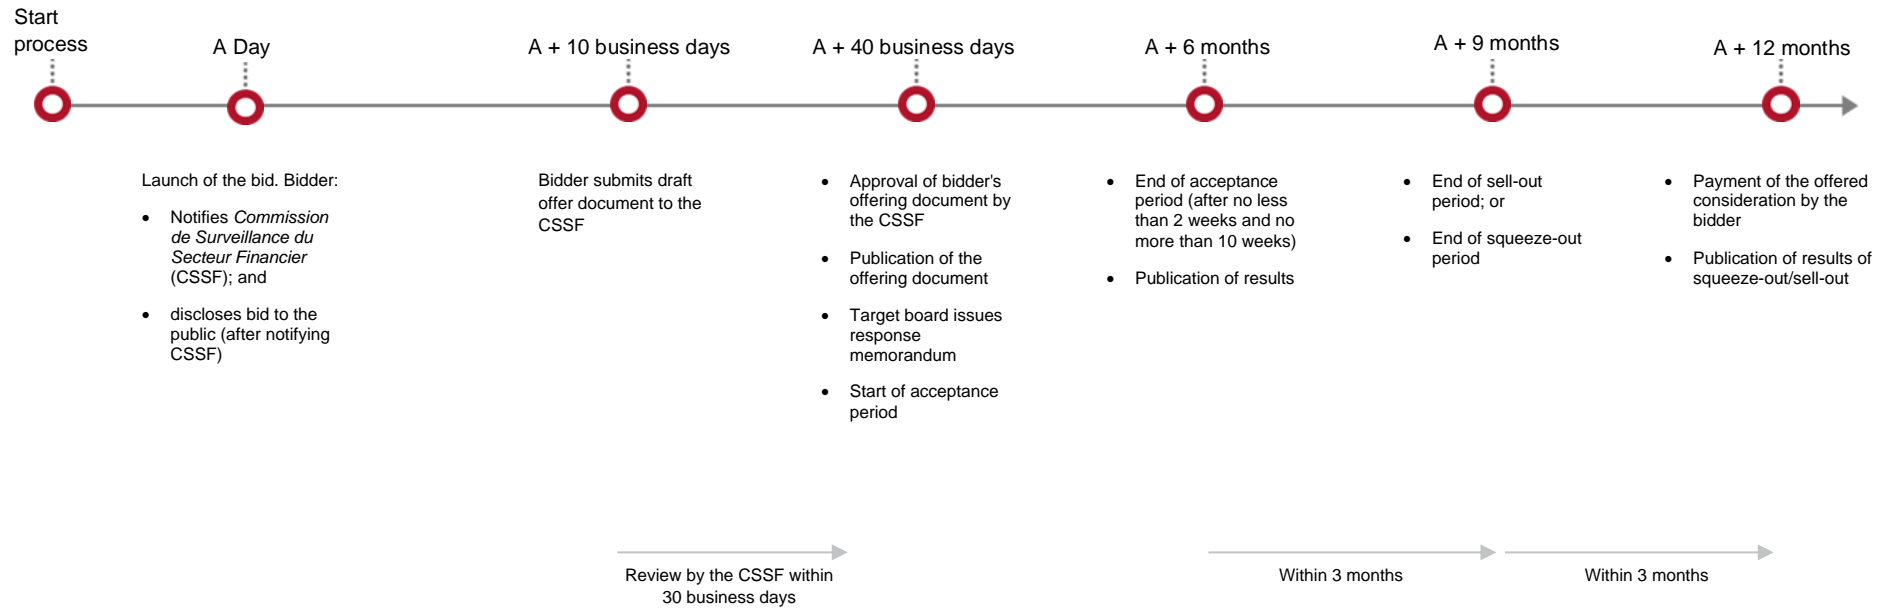 Start
process
A Day
A + 10 business days
A + 40 business days
A + 6 months
A + 9 months
A + 12 months
Launch of the bid. Bidder:
• Notifies Commission
de Surveillance du
Secteur Financier
(CSSF); and
• discloses bid to the
public (after notifying
CSSF)
Bidder submits draft
offer document to the
CSSF
• Approval of bidder's
offering document by
the CSSF
• Publication of the
offering document
• Target board issues
response
memorandum
• Start of acceptance
period
• End of acceptance
period (after no less
than 2 weeks and no
more than 10 weeks)
• Publication of results
• End of sell-out
period; or
• End of squeeze-out
period
• Payment of the offered
consideration by the
bidder
• Publication of results of
squeeze-out/sell-out
Review by the CSSF within
30 business days
Within 3 months
Within 3 months